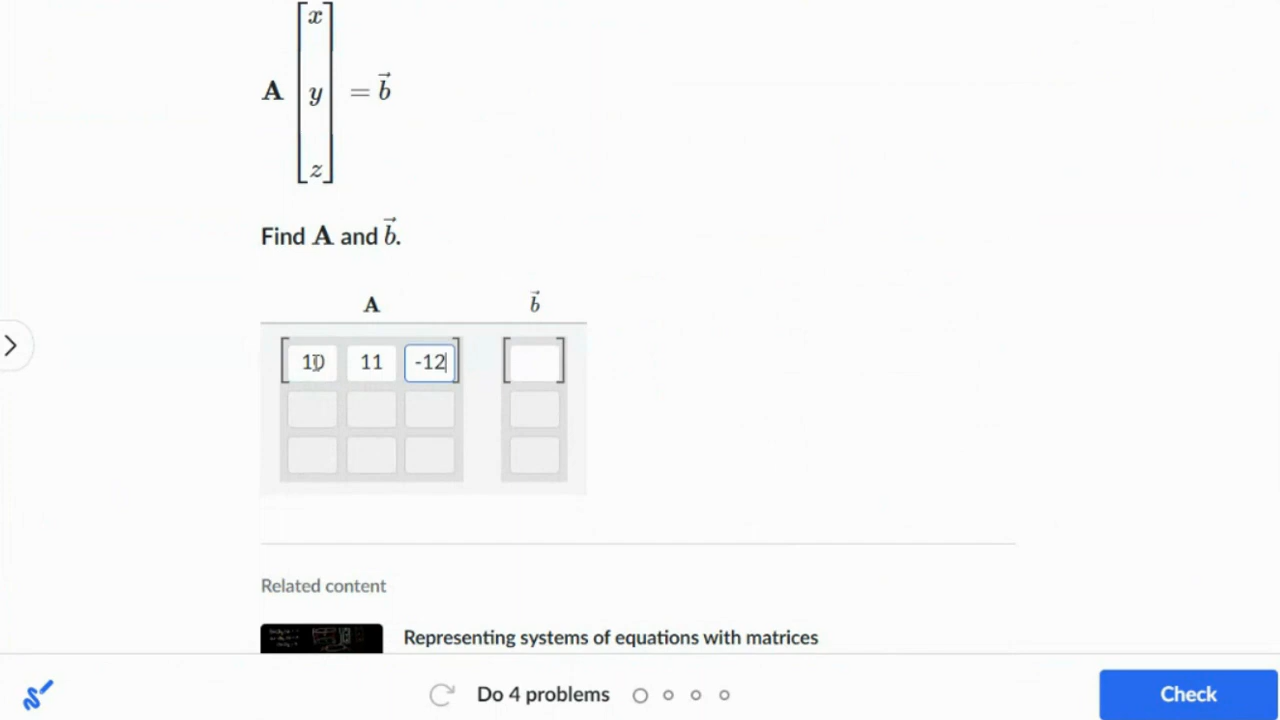 x
A y = b⃗
z
Find A and b⃗.
A b⃗
10 11 -12
Related content
Representing systems of equations with matrices
Do 4 problems
Check